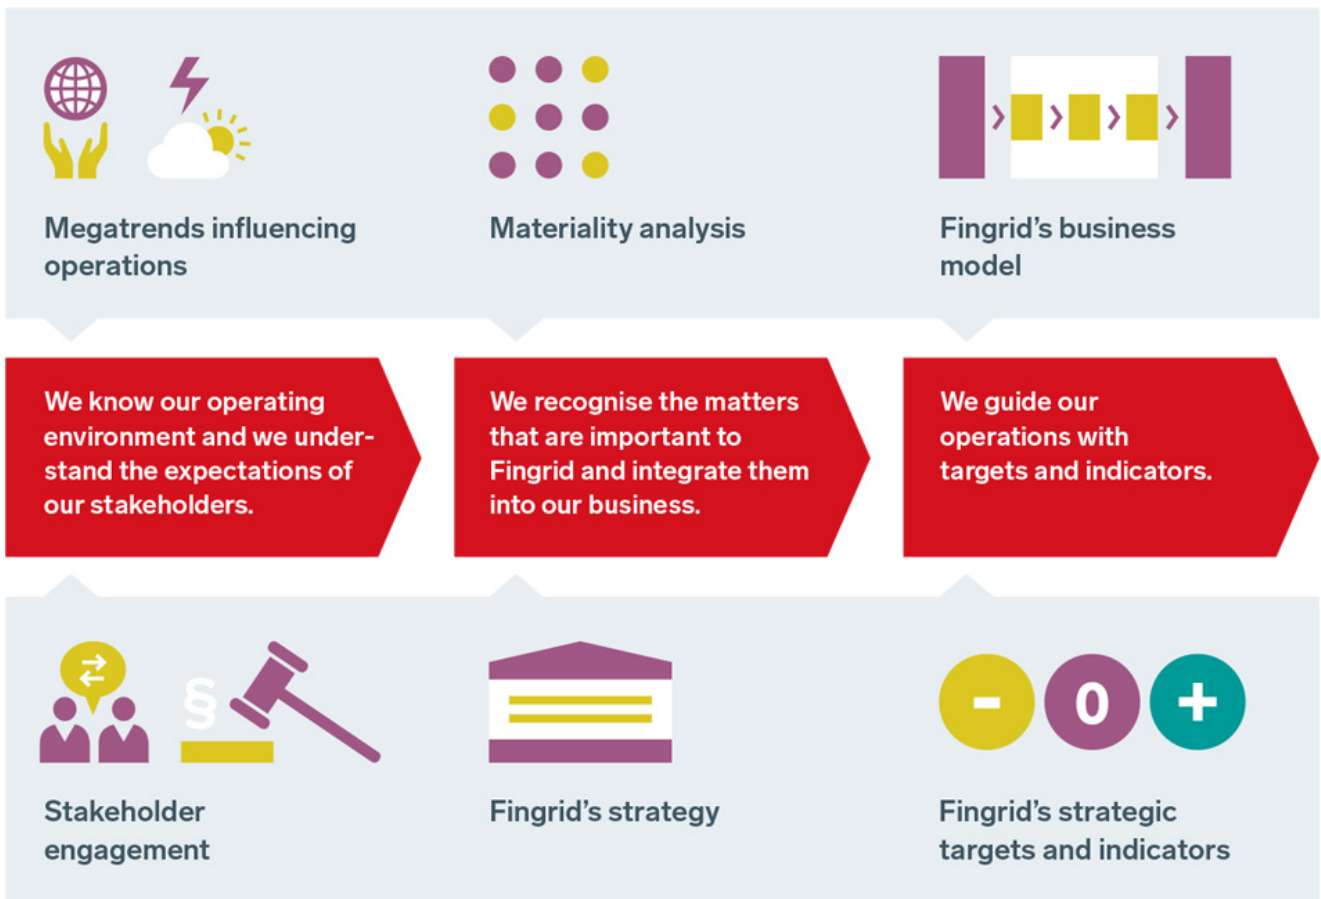 Megatrends influencing
operations
Materiality analysis
Fingrid's business
model
We know our operating
environment and we under-
stand the expectations of
our stakeholders.
We recognise the matters
that are important to
Fingrid and integrate them
into our business.
We guide our
operations with
targets and indicators.
§
- 0 +
Stakeholder
engagement
Fingrid's strategy
Fingrid's strategic
targets and indicators